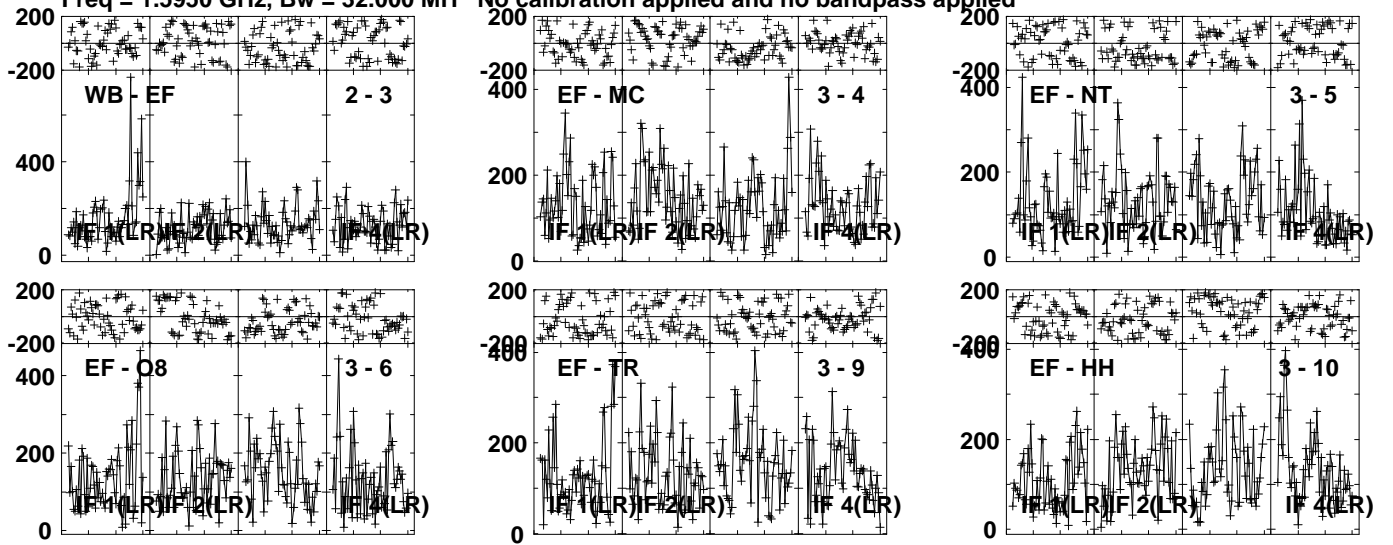 Freq = 1.5950 GHz, Bw = 32.000 MH No calibration applied and no bandpass applied
200
-200
WB - EF 2 - 3
400
0
IF 1(LR) IF 2(LR) IF 4(LR)
200
-200
400
EF - MC 3 - 4
200
0
IF 1(LR) IF 2(LR) IF 4(LR)
200
-200
400
EF - NT 3 - 5
200
0
IF 1(LR) IF 2(LR) IF 4(LR)
200
-200
EF - O8 3 - 6
400
200
0
IF 1(LR) IF 2(LR) IF 4(LR)
200
-200
400
EF - TR 3 - 9
200
0
IF 1(LR) IF 2(LR) IF 4(LR)
200
-200
400
EF - HH 3 - 10
200
0
IF 1(LR) IF 2(LR) IF 4(LR)